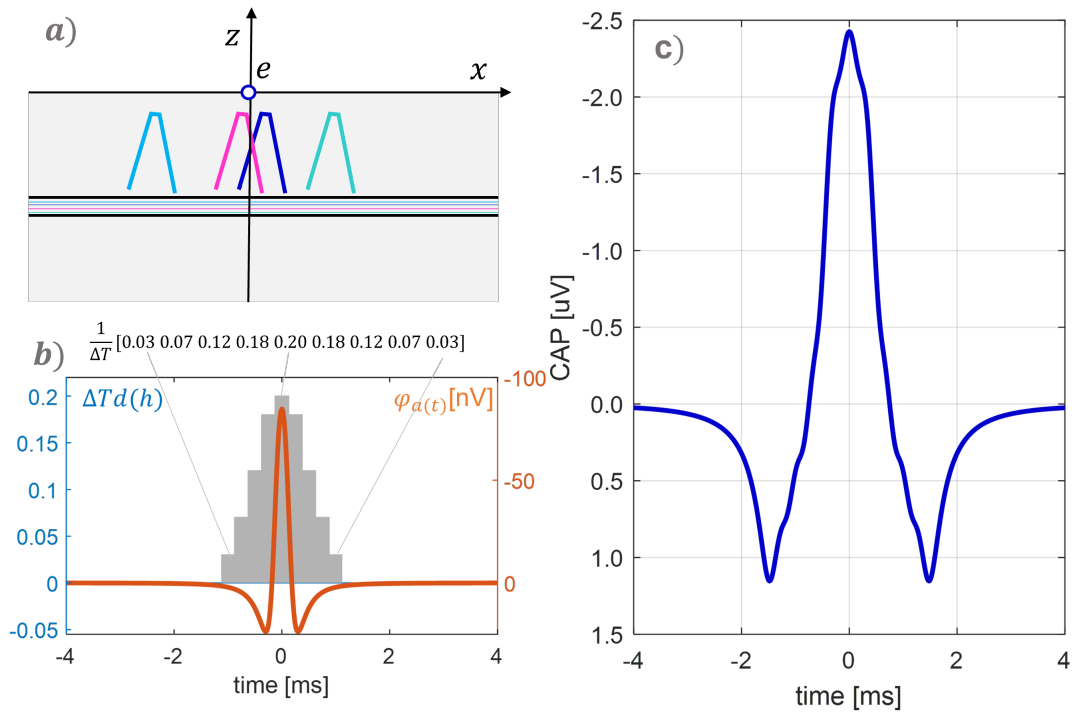 a)
z
e
x
b)
1/ΔT [0.03 0.07 0.12 0.18 0.20 0.18 0.12 0.07 0.03]
ΔTd(h)
φa(t)[nV]
0.2
0.15
0.1
0.05
0
-0.05
-100
-50
0
-4 -2 0 2 4
time [ms]
c)
CAP [uV]
-2.5
-2.0
-1.5
-1.0
-0.5
0.0
0.5
1.0
1.5
-4 -2 0 2 4
time [ms]